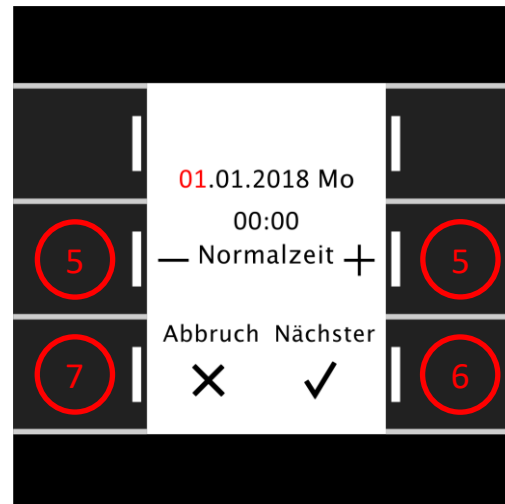 01.01.2018 Mo
00:00
5 — Normalzeit + 5
Abbruch Nächster
7 6